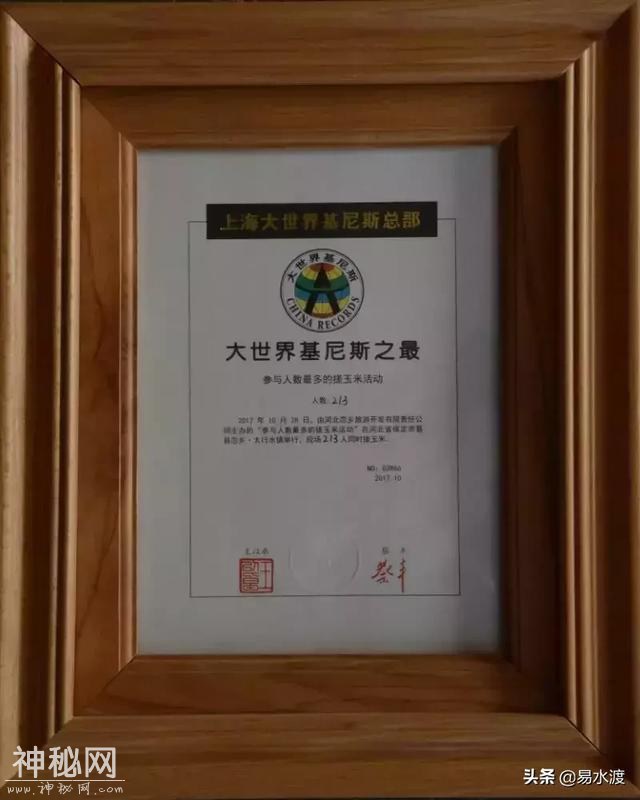 上海大世界基尼斯总部
大世界基尼斯
CHINA RECORDS
大世界基尼斯之最
参与人数最多的搓玉米活动
人数:213
2017 年 10 月 28 日，由河北恋乡旅游开发有限责任公
司主办的“参与人数最多的搓玉米活动”在河北省保定市易
县恋乡·太行水镇举行，现场213人同时搓玉米。
NO: 03966
2017.10
神秘网
www.神秘网.com
头条 @易水渡